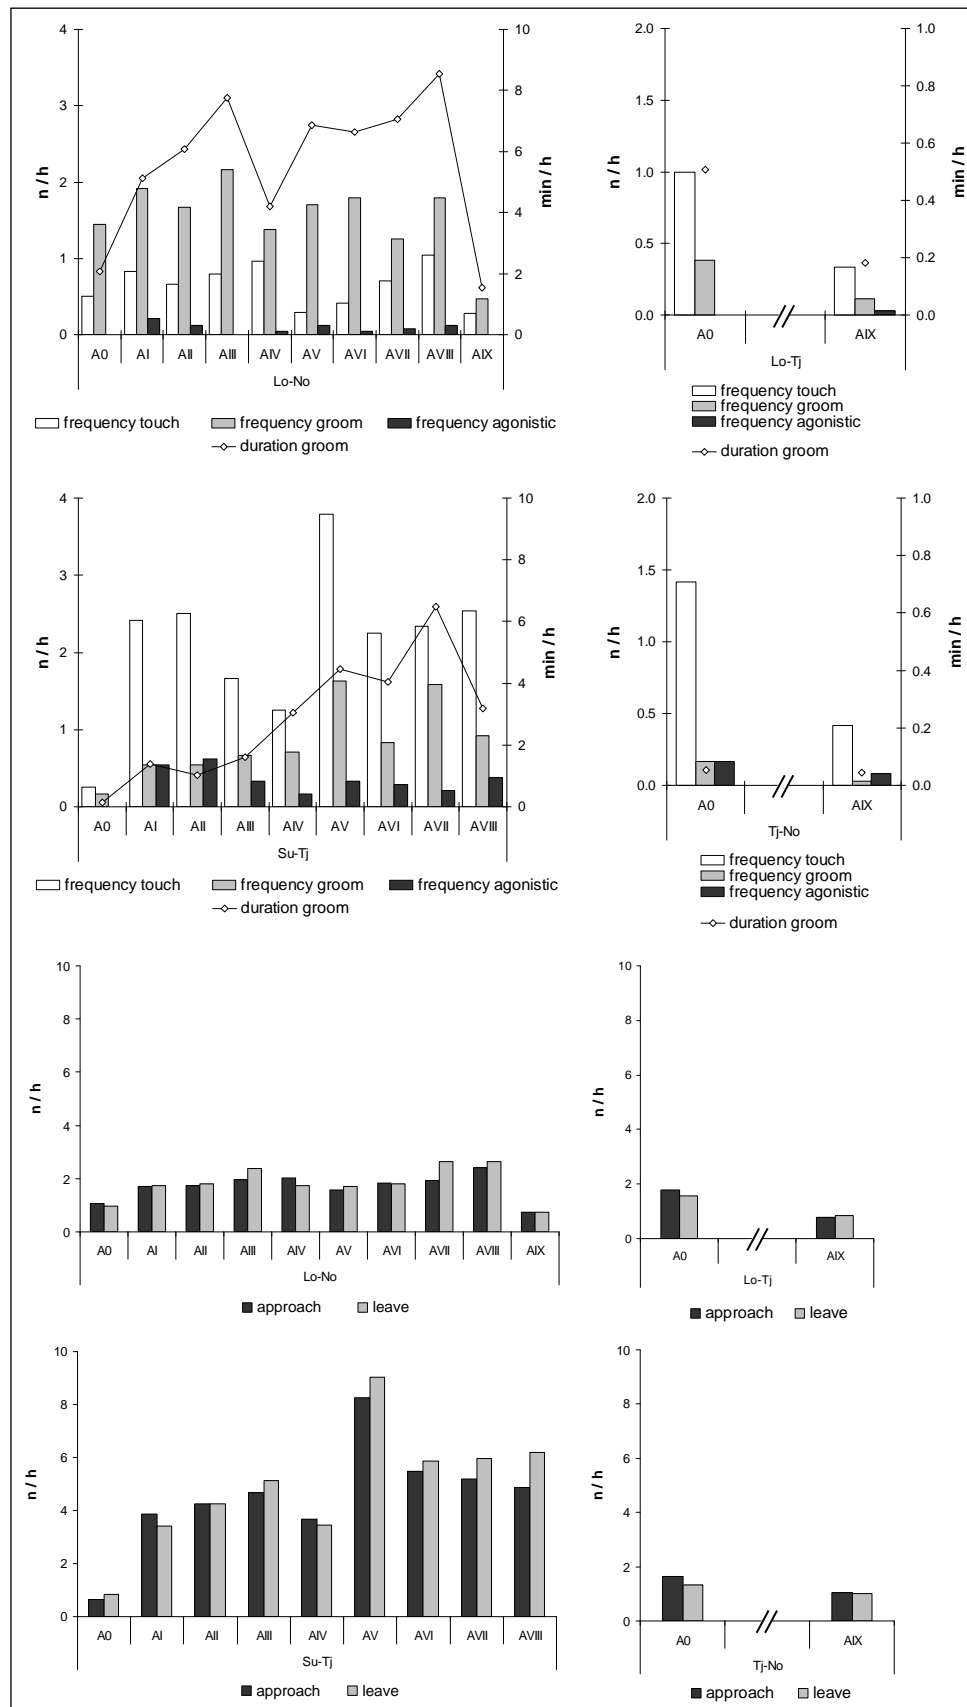 4
3
2
1
0
n / h
10
8
6
4
2
0
min / h
A0 AI AII AIII AIV AV AVI AVII AVIII AIX
Lo-No
frequency touch frequency groom frequency agonistic
duration groom
2.0
1.5
1.0
0.5
0.0
n / h
1.0
0.8
0.6
0.4
0.2
0.0
min / h
A0 AIX
Lo-Tj
frequency touch
frequency groom
frequency agonistic
duration groom
4
3
2
1
0
n / h
10
8
6
4
2
0
min / h
A0 AI AII AIII AIV AV AVI AVII AVIII
Su-Tj
frequency touch frequency groom frequency agonistic
duration groom
2.0
1.5
1.0
0.5
0.0
n / h
1.0
0.8
0.6
0.4
0.2
0.0
min / h
A0 AIX
Tj-No
frequency touch
frequency groom
frequency agonistic
duration groom
10
8
6
4
2
0
n / h
A0 AI AII AIII AIV AV AVI AVII AVIII AIX
Lo-No
approach leave
10
8
6
4
2
0
n / h
A0 AIX
Lo-Tj
approach leave
10
8
6
4
2
0
n / h
A0 AI AII AIII AIV AV AVI AVII AVIII
Su-Tj
approach leave
10
8
6
4
2
0
n / h
A0 AIX
Tj-No
approach leave